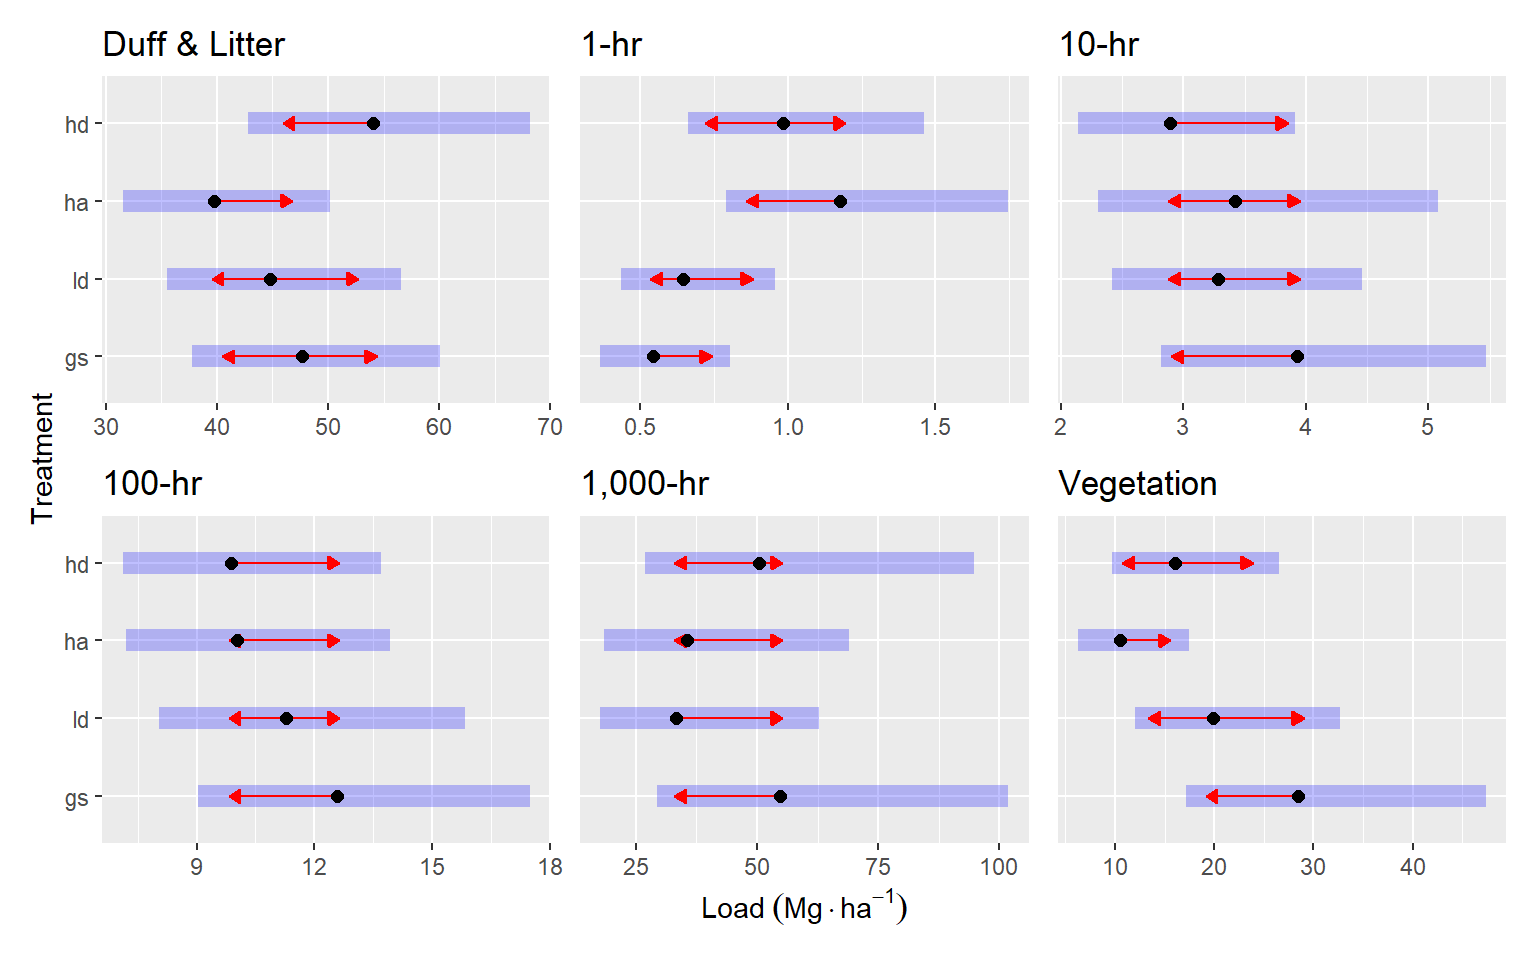 Duff & Litter
1-hr
10-hr
hd
ha
ld
gs
30 40 50 60 70
0.5 1.0 1.5
2 3 4 5
Treatment
100-hr
1,000-hr
Vegetation
hd
ha
ld
gs
9 12 15 18
25 50 75 100
10 20 30 40
Load (Mg·ha⁻¹)